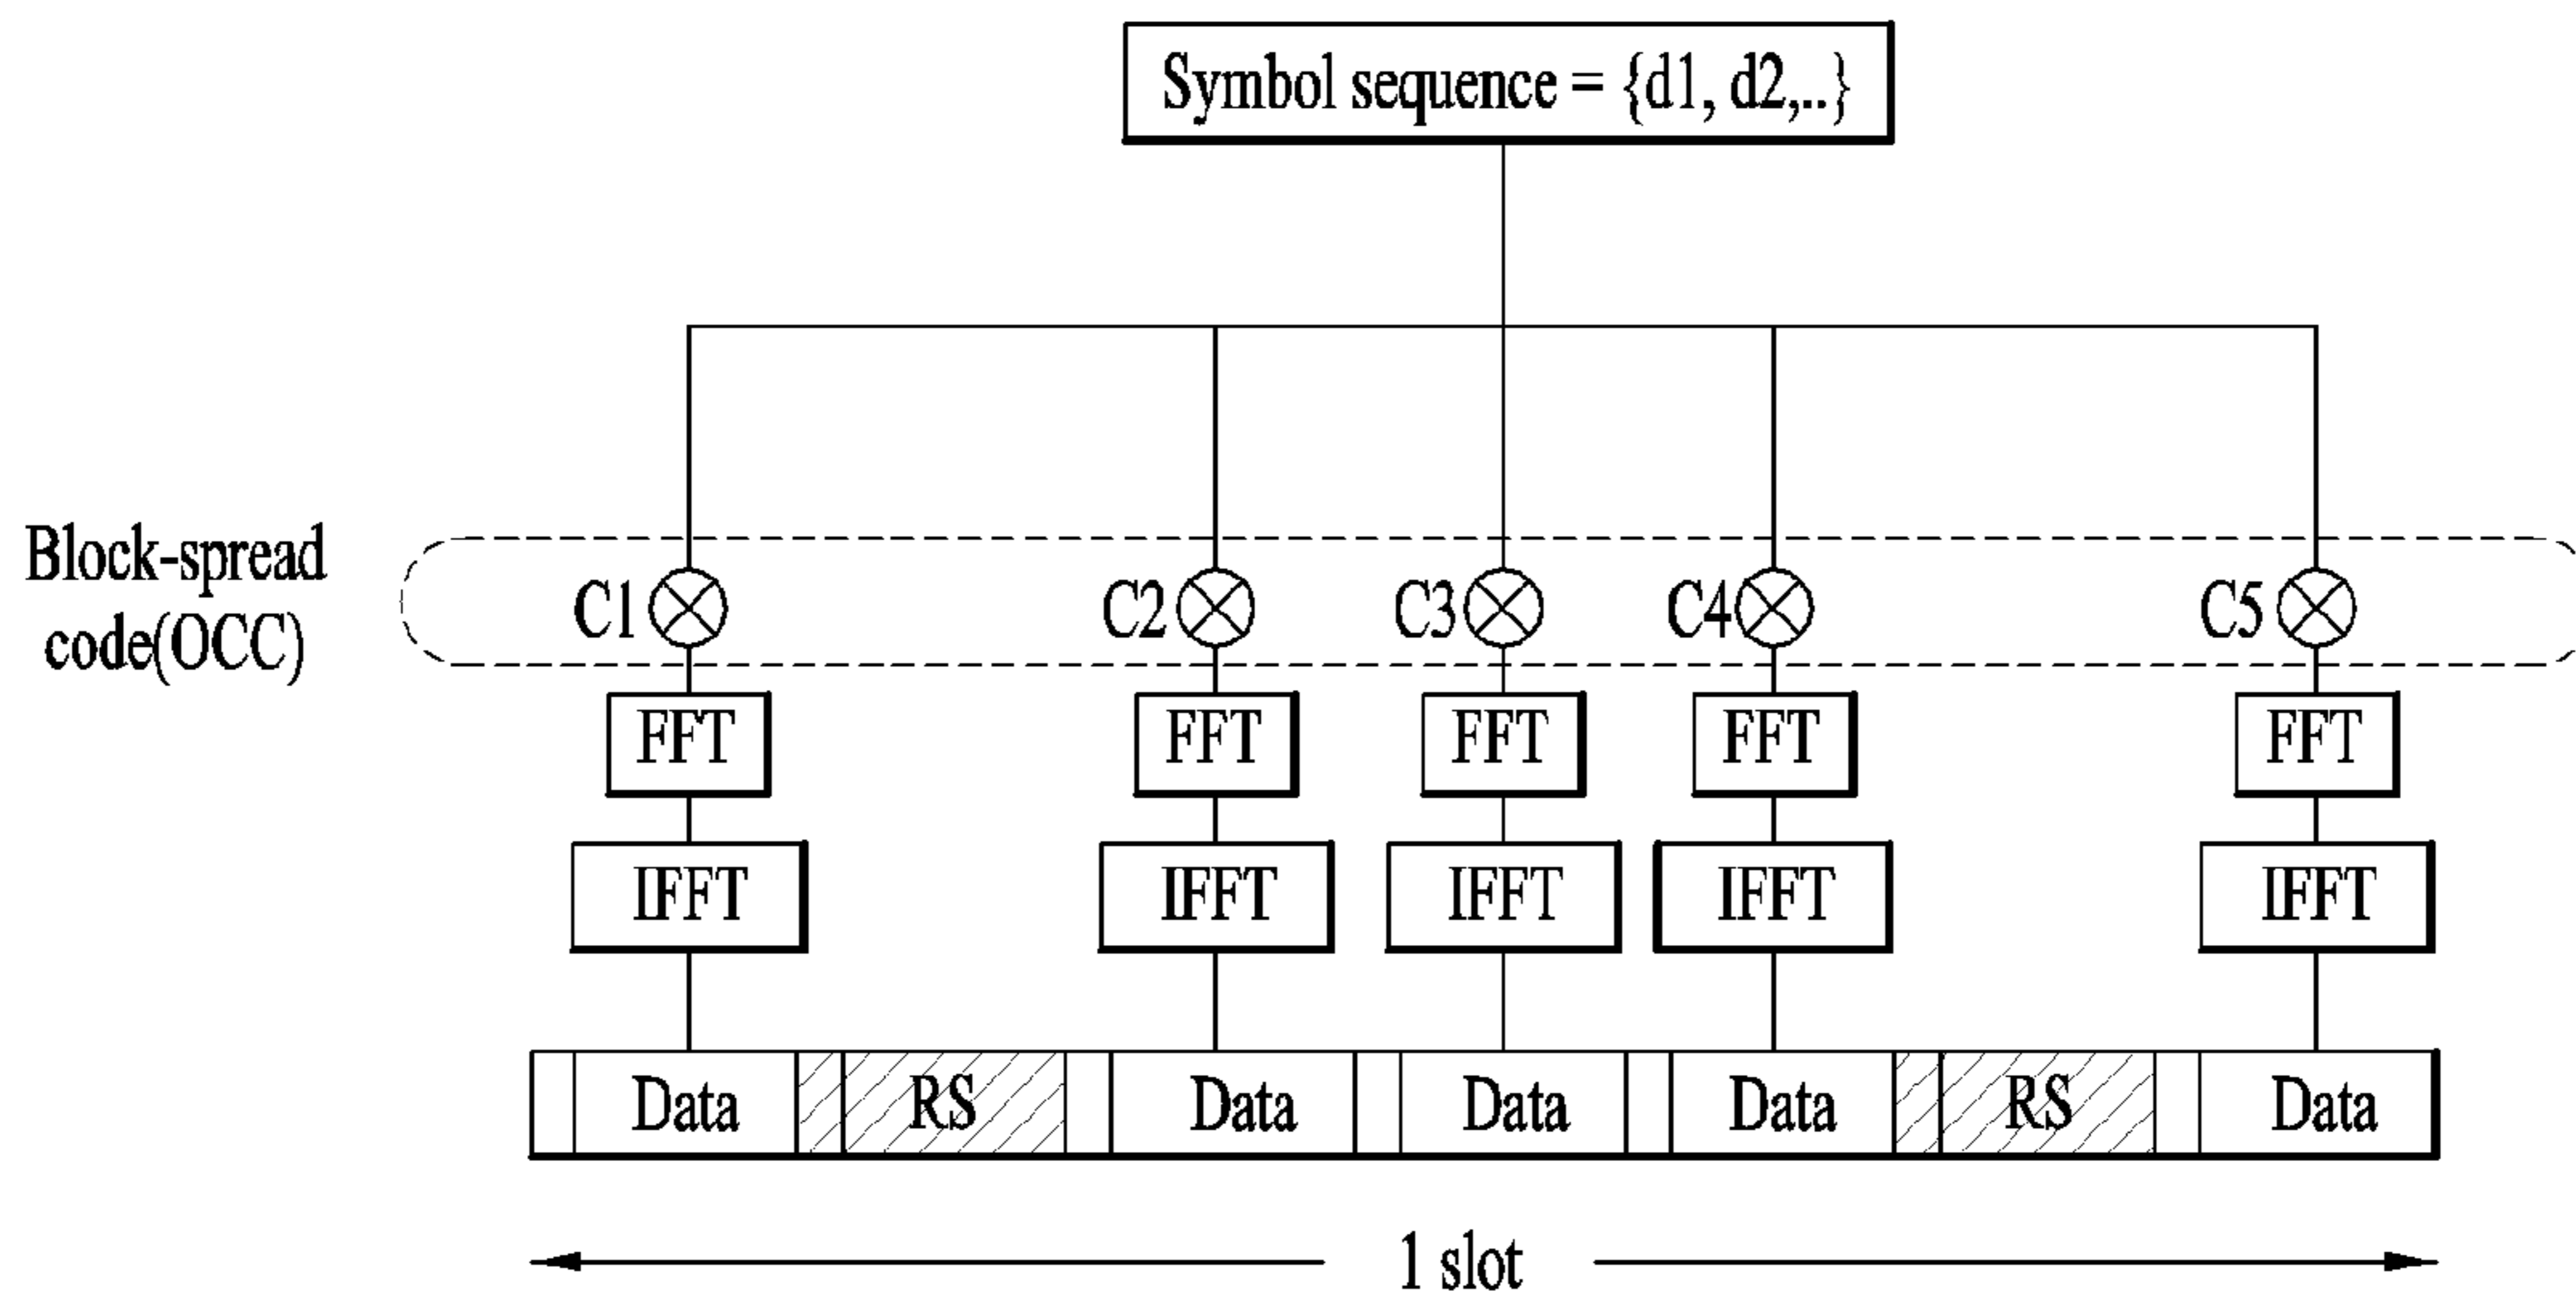 Symbol sequence = {d1, d2,..}
Block-spread
code(OCC)
C1 C2 C3 C4 C5
FFT FFT FFT FFT FFT
IFFT IFFT IFFT IFFT IFFT
Data RS Data Data Data RS Data
1 slot